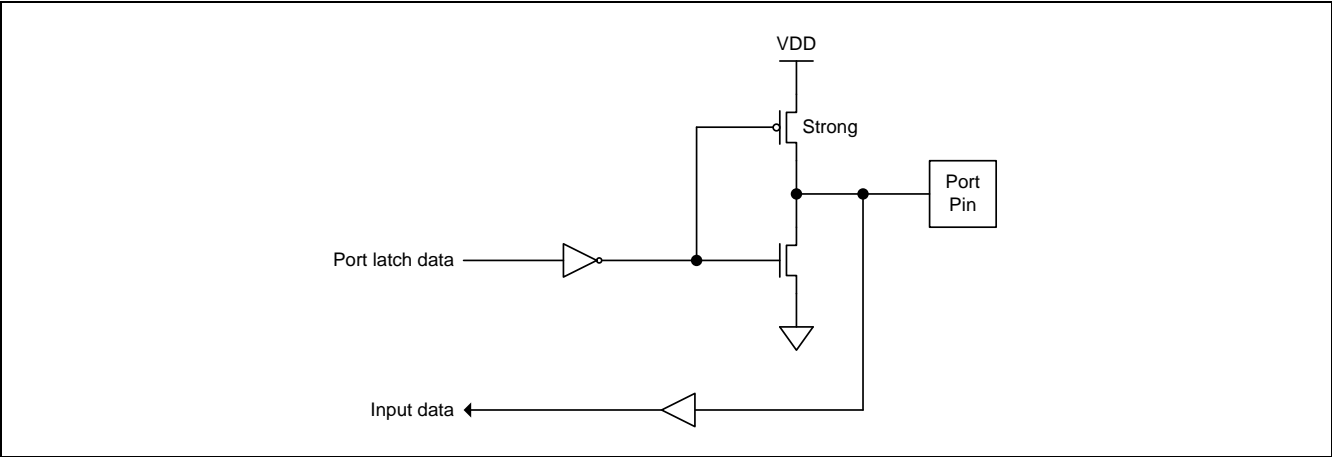 VDD
Strong
Port
Pin
Port latch data
Input data